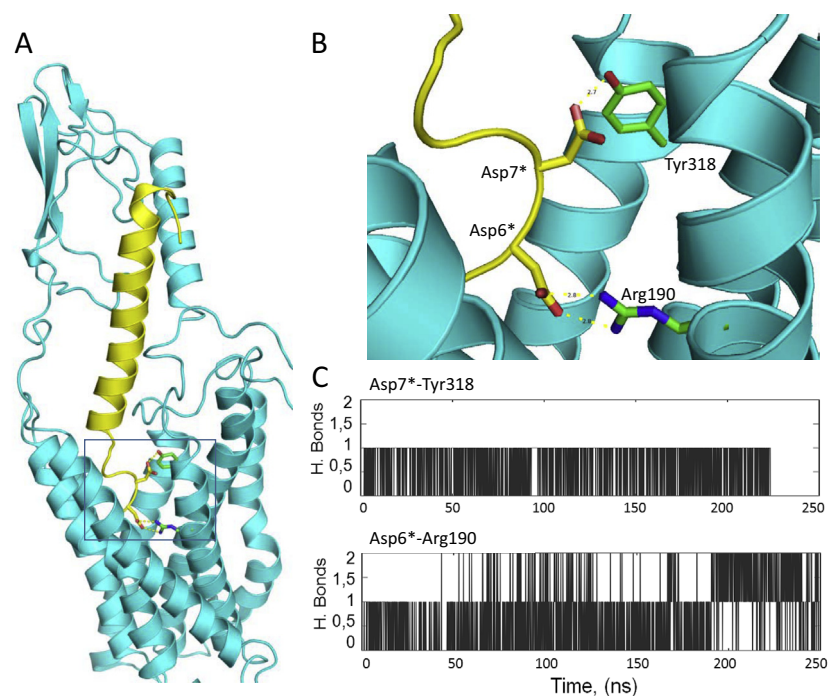 A
B
2.7
Asp7*
Tyr318
Asp6*
Arg190
2.8
2.8
C
Asp7*-Tyr318
H. Bonds
2
1,5
1
0,5
0
0 50 100 150 200 250
Asp6*-Arg190
H. Bonds
2
1,5
1
0,5
0
0 50 100 150 200 250
Time, (ns)